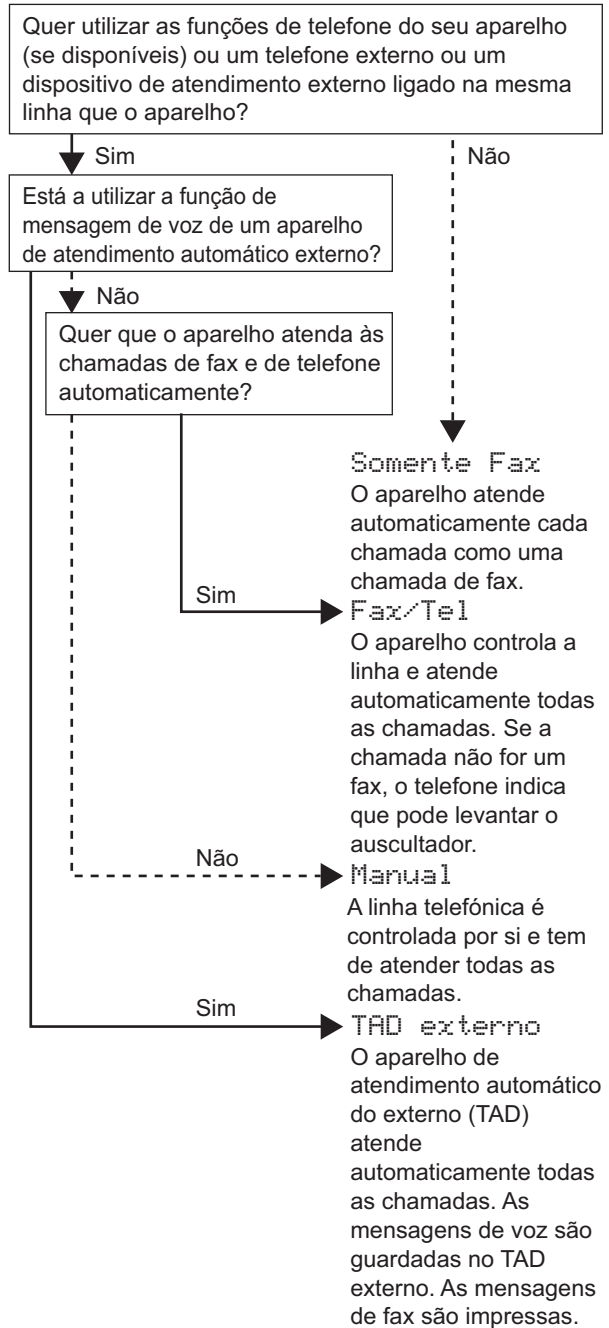 Quer utilizar as funções de telefone do seu aparelho
(se disponíveis) ou um telefone externo ou um
dispositivo de atendimento externo ligado na mesma
linha que o aparelho?
Sim
Não
Está a utilizar a função de
mensagem de voz de um aparelho
de atendimento automático externo?
Não
Quer que o aparelho atenda às
chamadas de fax e de telefone
automaticamente?
Somente Fax
O aparelho atende
automaticamente cada
chamada como uma
chamada de fax.
Sim
Fax/Tel
O aparelho controla a
linha e atende
automaticamente todas
as chamadas. Se a
chamada não for um
fax, o telefone indica
que pode levantar o
auscultador.
Não
Manual
A linha telefónica é
controlada por si e tem
de atender todas as
chamadas.
Sim
TAD externo
O aparelho de
atendimento automático
do externo (TAD)
atende
automaticamente todas
as chamadas. As
mensagens de voz são
guardadas no TAD
externo. As mensagens
de fax são impressas.